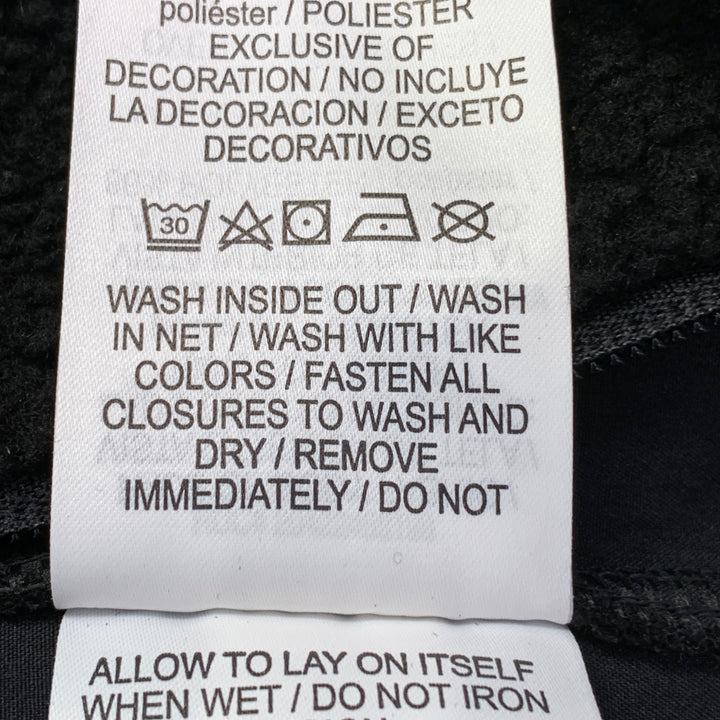 poliéster / POLIESTER
EXCLUSIVE OF
DECORATION / NO INCLUYE
LA DECORACION / EXCETO
DECORATIVOS
30
WASH INSIDE OUT / WASH
IN NET / WASH WITH LIKE
COLORS / FASTEN ALL
CLOSURES TO WASH AND
DRY / REMOVE
IMMEDIATELY / DO NOT
C
ALLOW TO LAY ON ITSELF
WHEN WET / DO NOT IRON